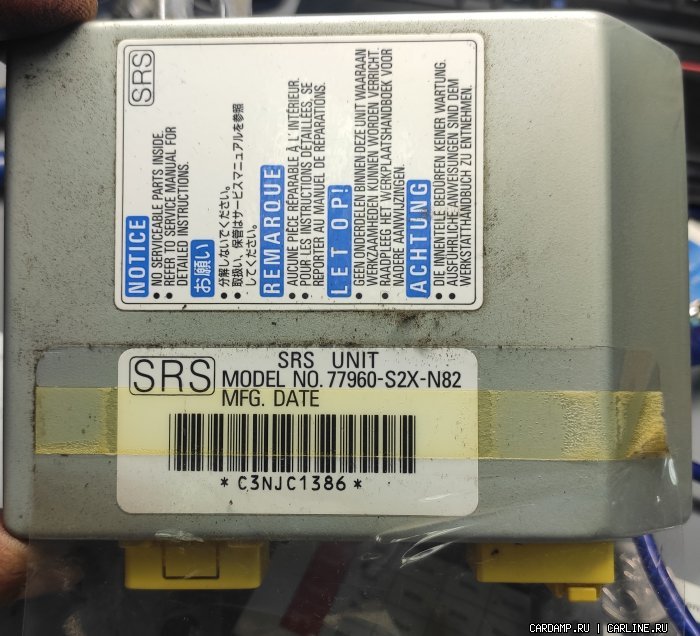 SRS
NOTICE
• NO SERVICEABLE PARTS INSIDE.
• REFER TO SERVICE MANUAL FOR
DETAILED INSTRUCTIONS.
お願い
• 分解しないでください。
• 取扱い、保管はサービスマニュアルを参照
してください。
REMARQUE
• AUCUNE PIÈCE RÉPARABLE À L'INTÉRIEUR.
• POUR LES INSTRUCTIONS DÉTAILLÉES, SE
REPORTER AU MANUEL DE RÉPARATIONS.
LET OP!
• GEEN ONDERDELEN BINNEN DEZE UNIT WAARAAN
WERKZAAMHEDEN KUNNEN WORDEN VERRICHT.
• RAADPLEEG HET WERKPLAATSHANDBOEK VOOR
NADERE AANWIJZINGEN.
ACHTUNG
• DIE INNENTEILE BEDÜRFEN KEINER WARTUNG.
• AUSFÜHRLICHE ANWEISUNGEN SIND DEM
WERKSTATTHANDBUCH ZU ENTNEHMEN.
SRS
SRS UNIT
MODEL NO. 77960-S2X-N82
MFG. DATE
*C3NJC1386*
CARDAMP.RU | CARLINE.RU